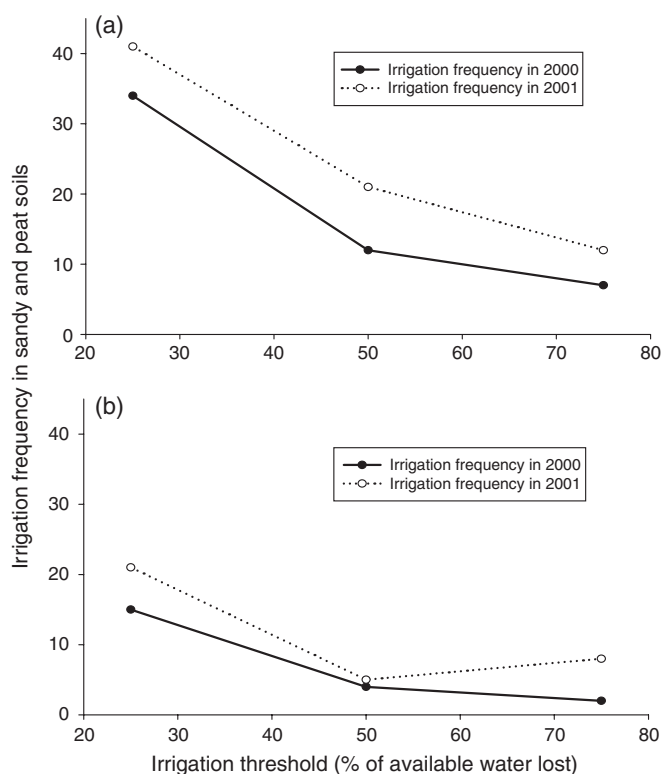 (a)
Irrigation frequency in 2000
Irrigation frequency in 2001
40
30
20
10
0
20 30 40 50 60 70 80
Irrigation frequency in sandy and peat soils
(b)
Irrigation frequency in 2000
Irrigation frequency in 2001
40
30
20
10
0
20 30 40 50 60 70 80
Irrigation threshold (% of available water lost)